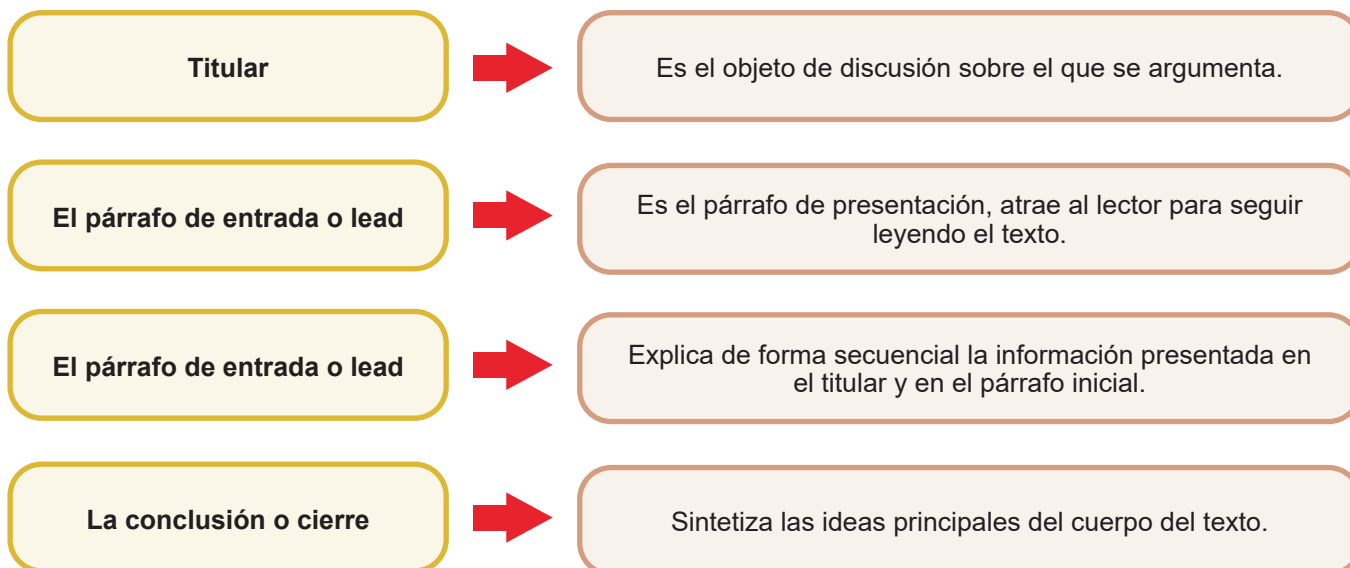 Titular
Es el objeto de discusión sobre el que se argumenta.
El párrafo de entrada o lead
Es el párrafo de presentación, atrae al lector para seguir
leyendo el texto.
El párrafo de entrada o lead
Explica de forma secuencial la información presentada en
el titular y en el párrafo inicial.
La conclusión o cierre
Sintetiza las ideas principales del cuerpo del texto.